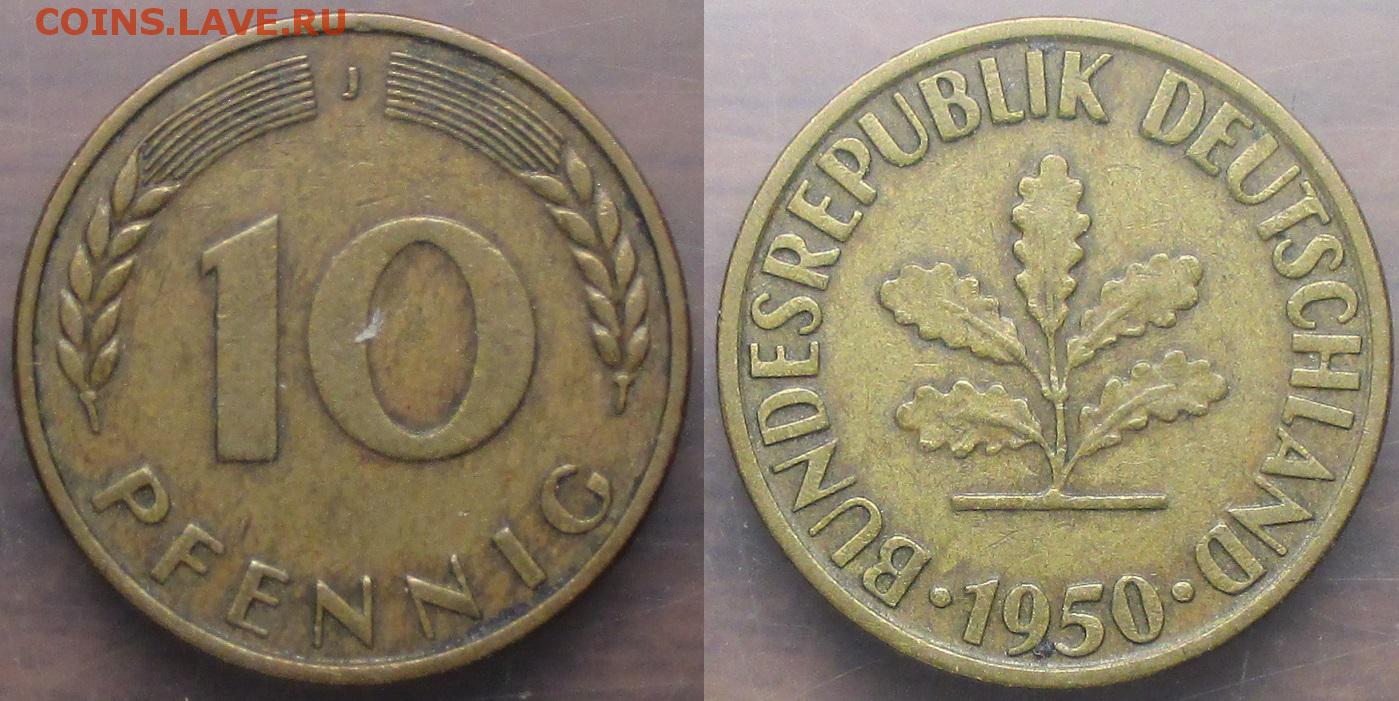 COINS.LAVE.RU
J
10
PFENNIG
BUNDESREPUBLIK DEUTSCHLAND
· 1950 ·